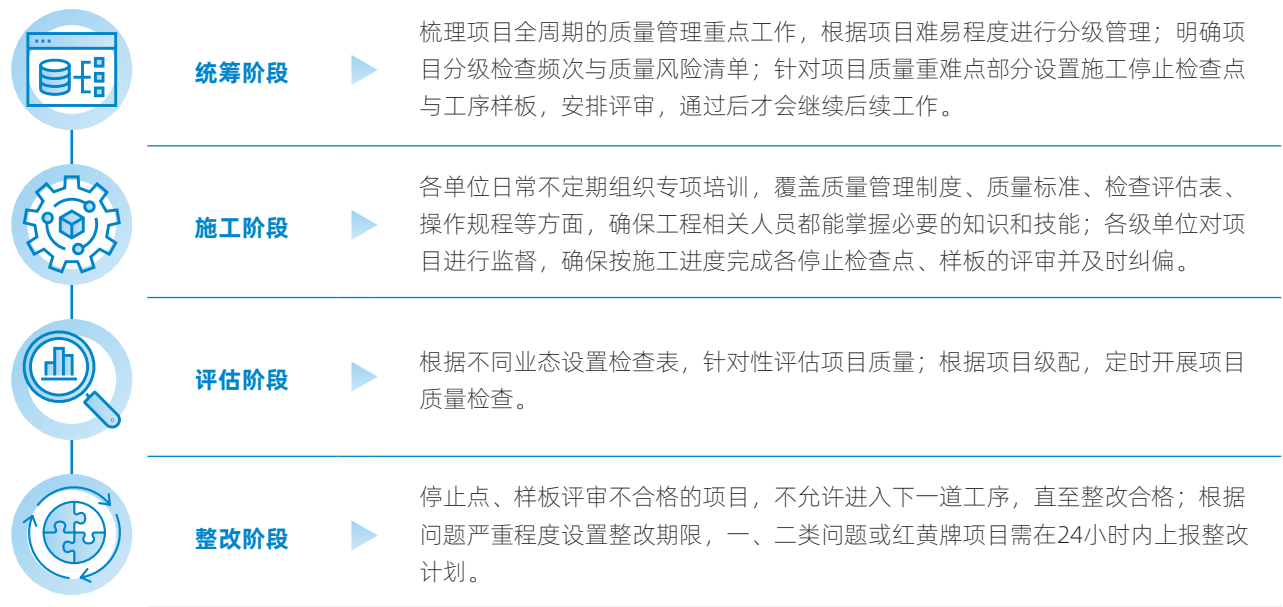 统筹阶段
梳理项目全周期的质量管理重点工作，根据项目难易程度进行分级管理；明确项
目分级检查频次与质量风险清单；针对项目质量重难点部分设置施工停止检查点
与工序样板，安排评审，通过后才会继续后续工作。
施工阶段
各单位日常不定期组织专项培训，覆盖质量管理制度、质量标准、检查评估表、
操作规程等方面，确保工程相关人员都能掌握必要的知识和技能；各级单位对项
目进行监督，确保按施工进度完成各停止检查点、样板的评审并及时纠偏。
评估阶段
根据不同业态设置检查表，针对性评估项目质量；根据项目级配，定时开展项目
质量检查。
整改阶段
停止点、样板评审不合格的项目，不允许进入下一道工序，直至整改合格；根据
问题严重程度设置整改期限，一、二类问题或红黄牌项目需在24小时内上报整改
计划。